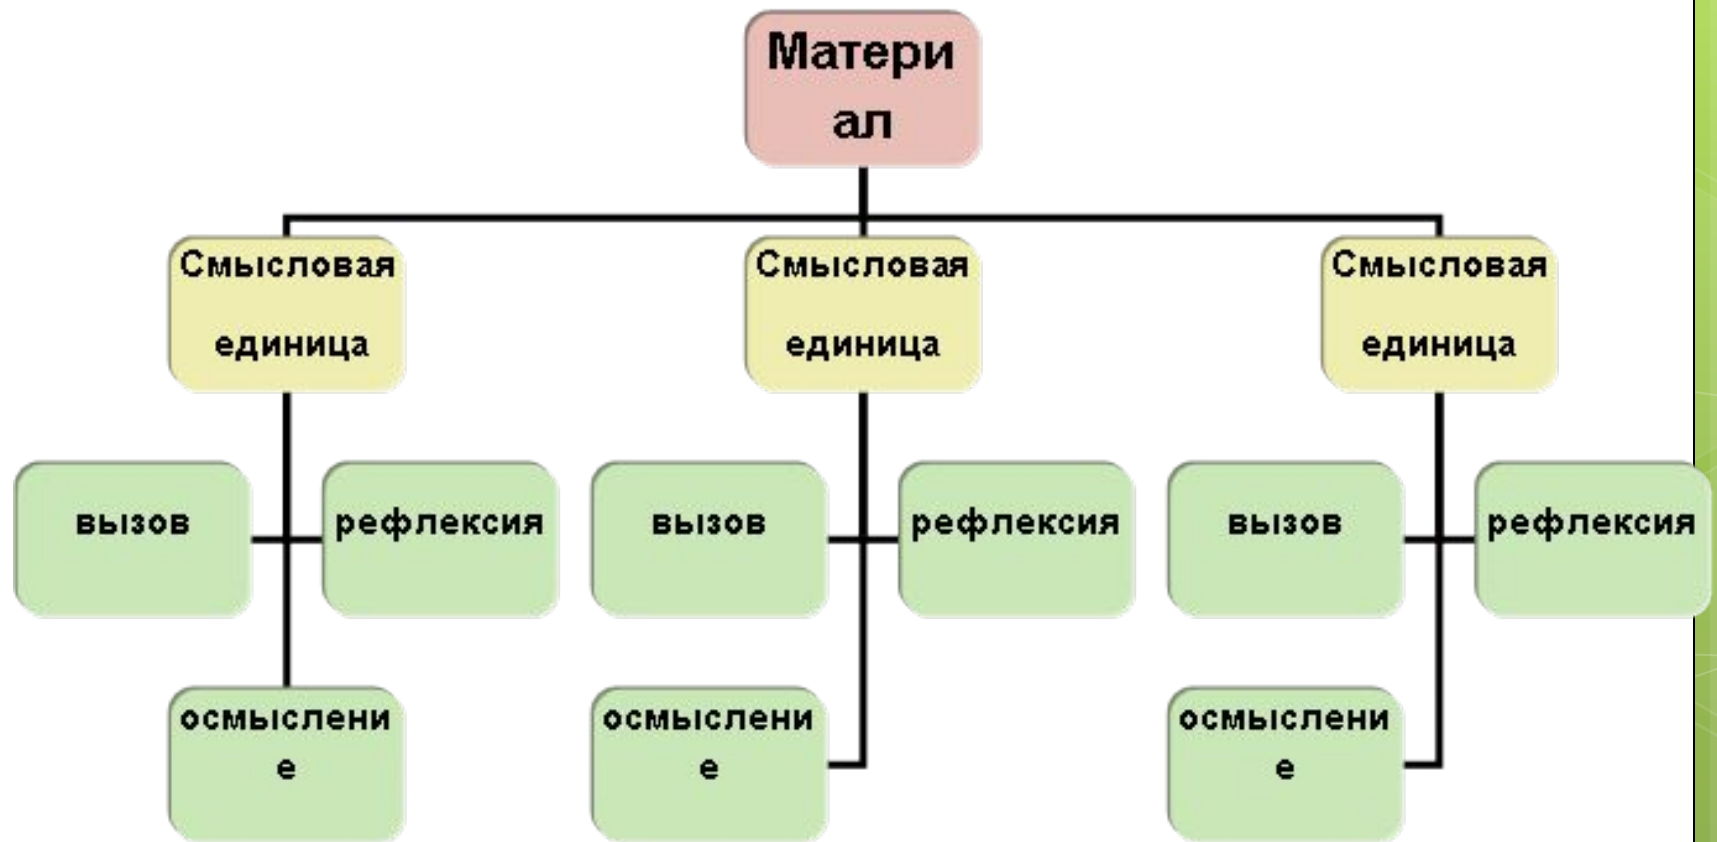 Матери
ал
Смысловая
единица
Смысловая
единица
Смысловая
единица
вызов
рефлексия
вызов
рефлексия
вызов
рефлексия
осмыслени
е
осмыслени
е
осмыслени
е